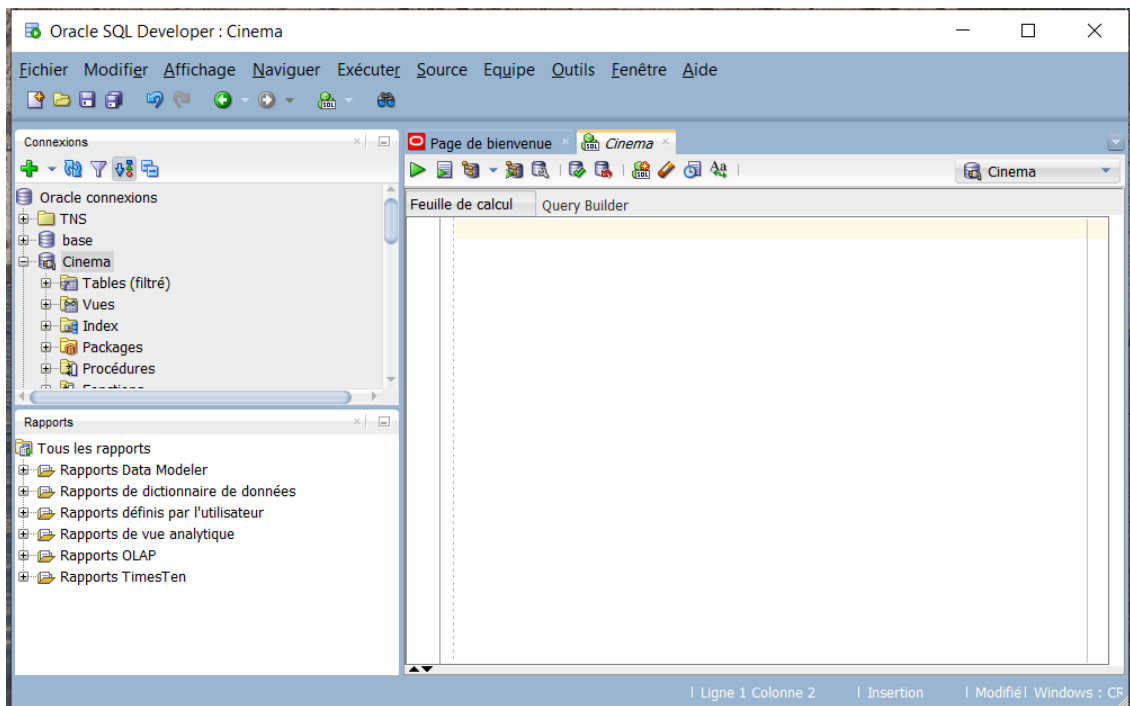 Oracle SQL Developer : Cinema
Fichier Modifier Affichage Naviguer Exécuter Source Equipe Outils Fenêtre Aide
Connexions
Oracle connexions
TNS
base
Cinema
Tables (filtré)
Vues
Index
Packages
Procédures
Rapports
Tous les rapports
Rapports Data Modeler
Rapports de dictionnaire de données
Rapports définis par l'utilisateur
Rapports de vue analytique
Rapports OLAP
Rapports TimesTen
Page de bienvenue Cinema
Cinema
Feuille de calcul Query Builder
Ligne 1 Colonne 2 Insertion Modifié Windows : CR